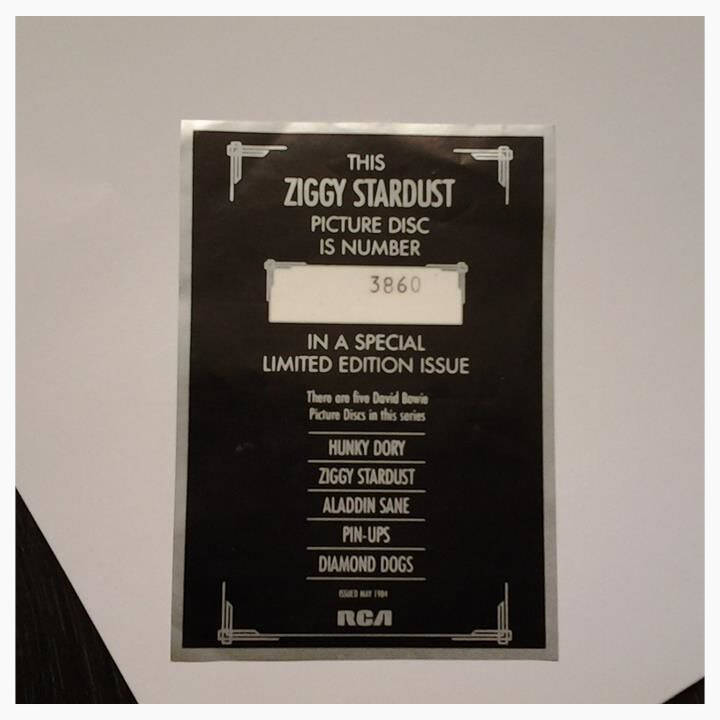 THIS
ZIGGY STARDUST
PICTURE DISC
IS NUMBER
3860
IN A SPECIAL
LIMITED EDITION ISSUE
There are five David Bowie
Picture Discs in this series
HUNKY DORY
ZIGGY STARDUST
ALADDIN SANE
PIN-UPS
DIAMOND DOGS
ISSUED MAY 1984
RCA